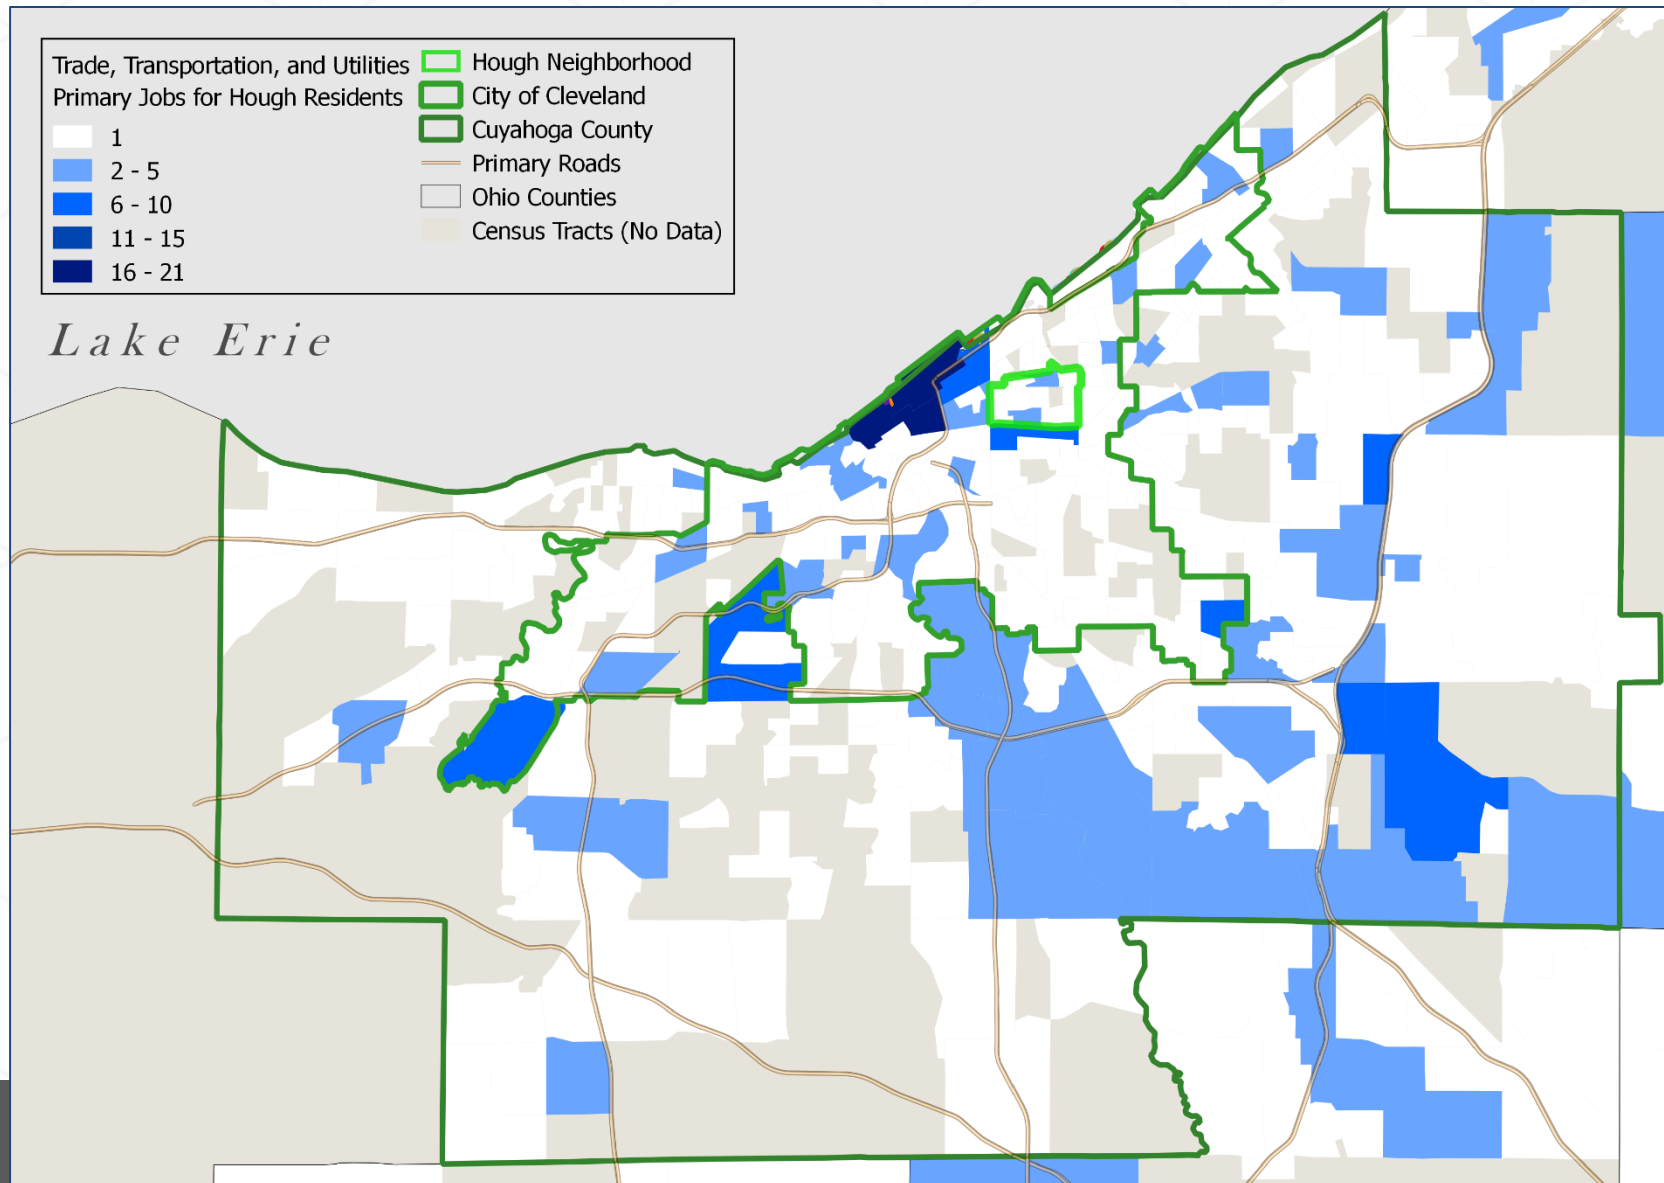 Trade, Transportation, and Utilities
Primary Jobs for Hough Residents
1
2 - 5
6 - 10
11 - 15
16 - 21
Hough Neighborhood
City of Cleveland
Cuyahoga County
Primary Roads
Ohio Counties
Census Tracts (No Data)
Lake Erie